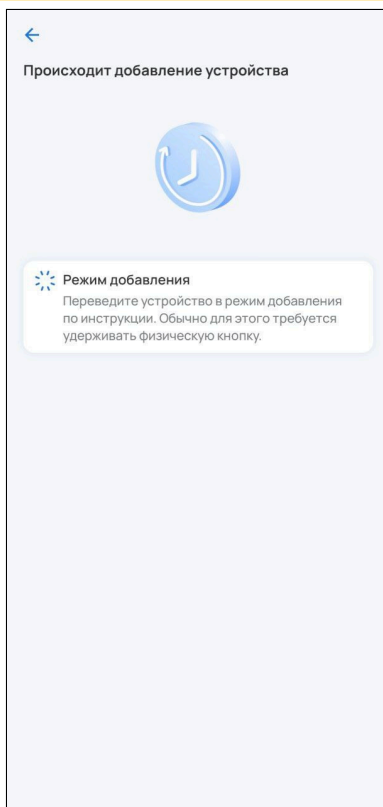 Происходит добавление устройства
Режим добавления
Переведите устройство в режим добавления
по инструкции. Обычно для этого требуется
удерживать физическую кнопку.